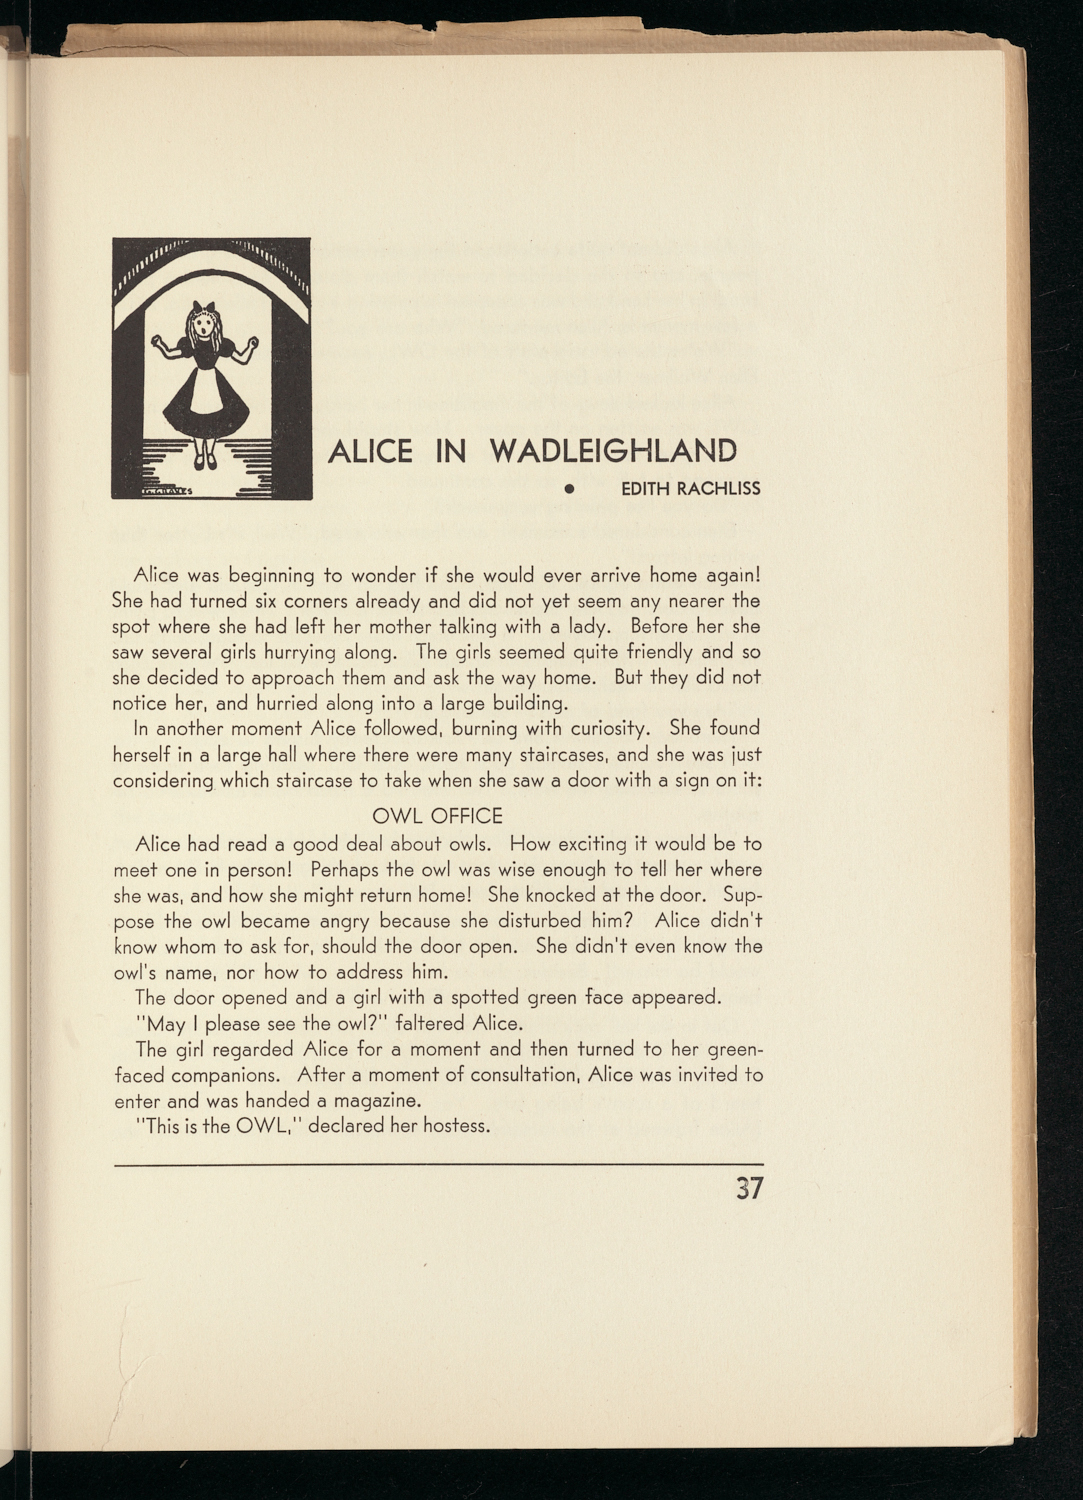 ALICE IN WADLEIGHLAND
● EDITH RACHLISS
Alice was beginning to wonder if she would ever arrive home again!
She had turned six corners already and did not yet seem any nearer the
spot where she had left her mother talking with a lady. Before her she
saw several girls hurrying along. The girls seemed quite friendly and so
she decided to approach them and ask the way home. But they did not
notice her, and hurried along into a large building.
In another moment Alice followed, burning with curiosity. She found
herself in a large hall where there were many staircases, and she was just
considering which staircase to take when she saw a door with a sign on it:
OWL OFFICE
Alice had read a good deal about owls. How exciting it would be to
meet one in person! Perhaps the owl was wise enough to tell her where
she was, and how she might return home! She knocked at the door. Sup-
pose the owl became angry because she disturbed him? Alice didn't
know whom to ask for, should the door open. She didn't even know the
owl's name, nor how to address him.
The door opened and a girl with a spotted green face appeared.
"May I please see the owl?" faltered Alice.
The girl regarded Alice for a moment and then turned to her green-
faced companions. After a moment of consultation, Alice was invited to
enter and was handed a magazine.
"This is the OWL," declared her hostess.
37